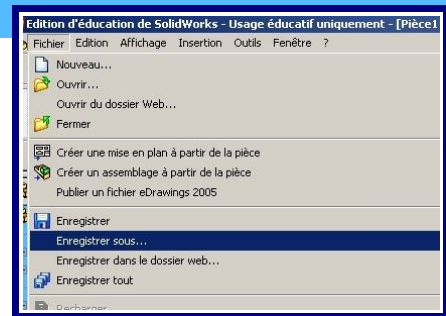 Edition d'éducation de SolidWorks - Usage éducatif uniquement - [Pièce1
Fichier Edition Affichage Insertion Outils Fenêtre ?
Nouveau...
Ouvrir...
Ouvrir du dossier Web...
Fermer
Créer une mise en plan à partir de la pièce
Créer un assemblage à partir de la pièce
Publier un fichier eDrawings 2005
Enregistrer
Enregistrer sous...
Enregistrer dans le dossier web...
Enregistrer tout
Recharger